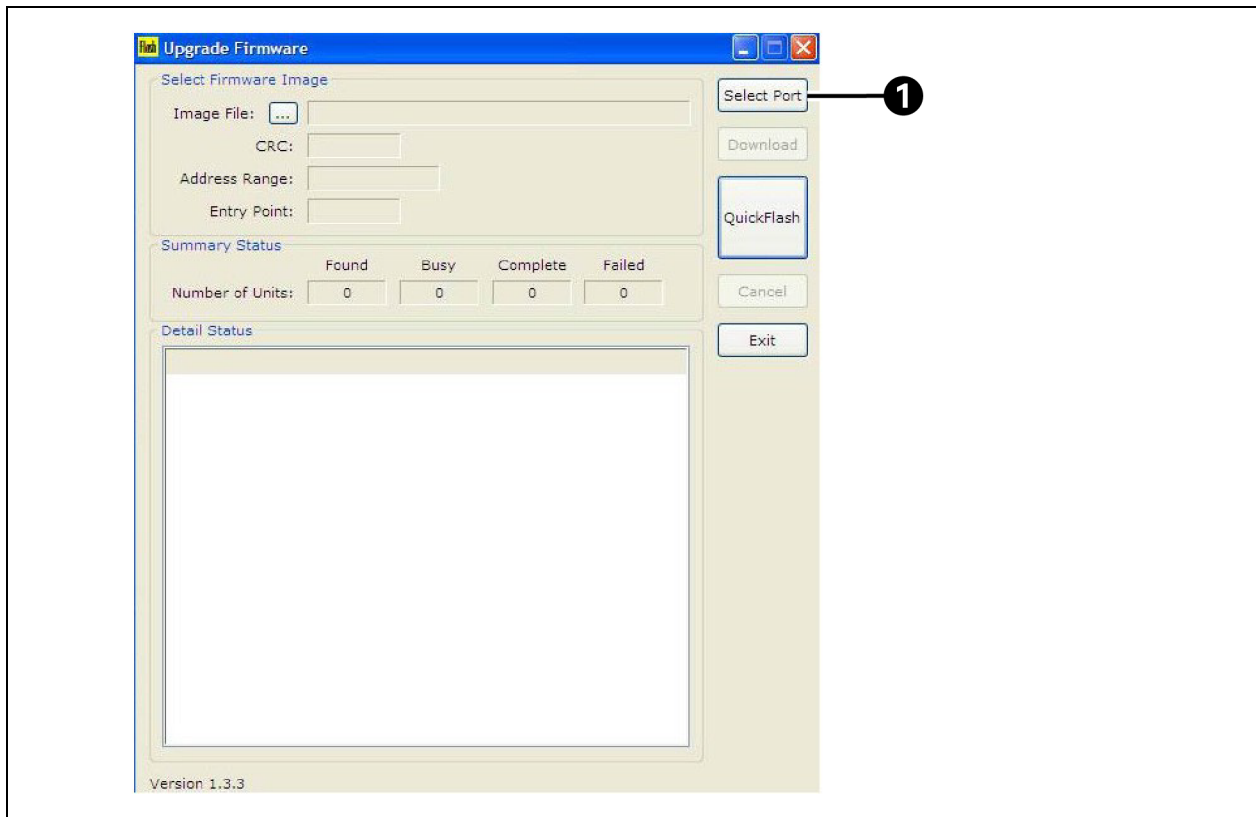 Flash Upgrade Firmware
Select Firmware Image
Select Port
1
Image File: ...
CRC:
Download
Address Range:
Entry Point:
QuickFlash
Summary Status
Found Busy Complete Failed
Number of Units: 0 0 0 0
Cancel
Detail Status
Exit
Version 1.3.3